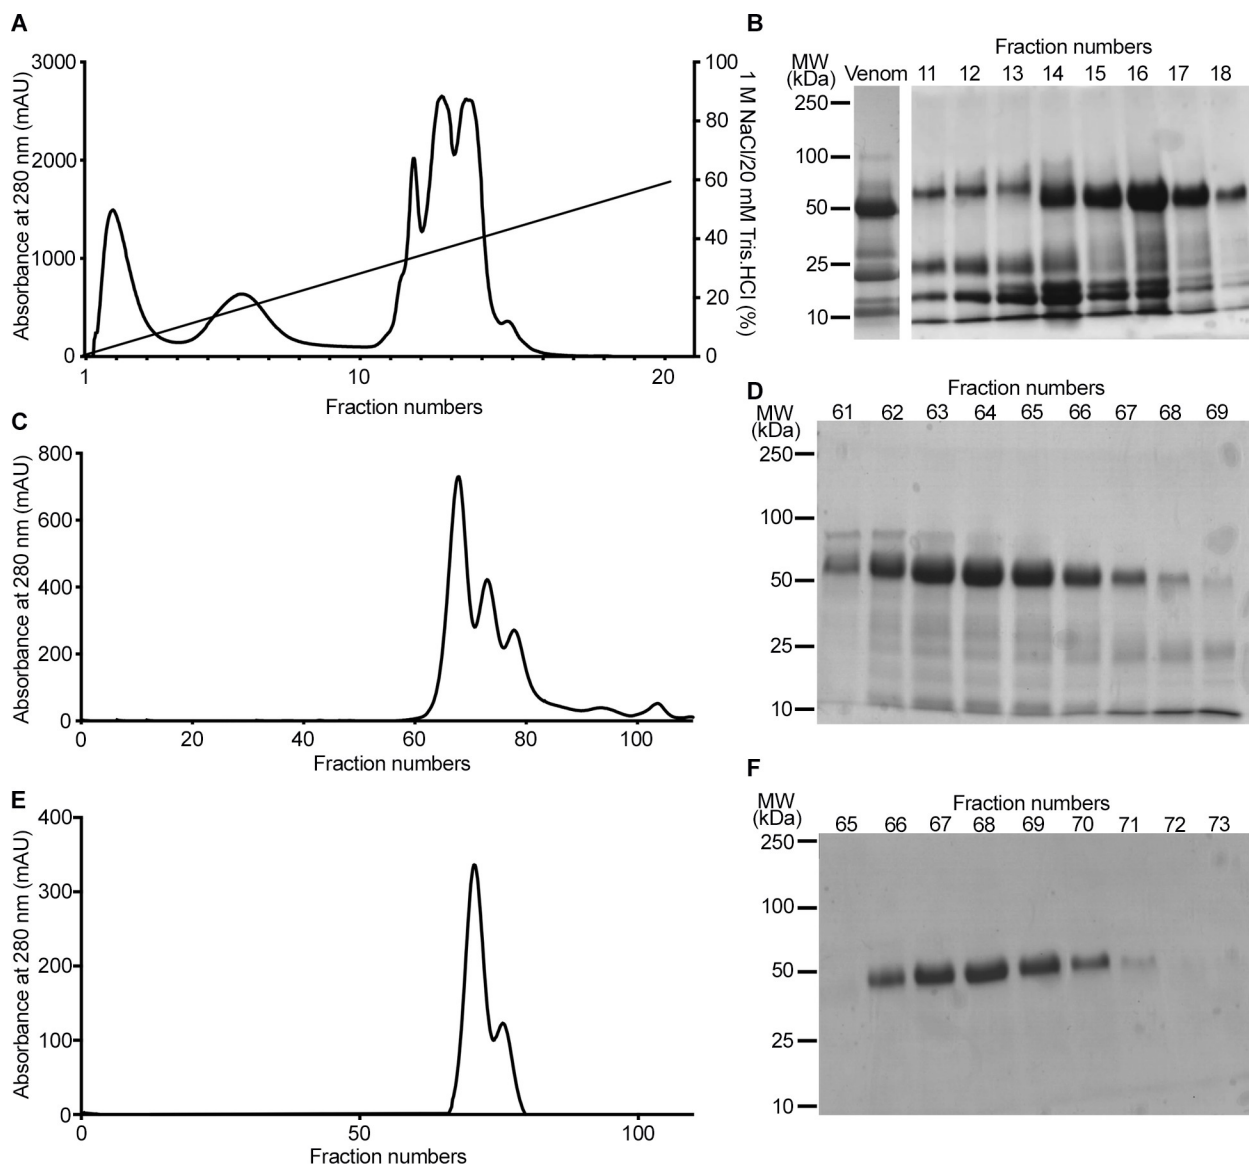 A
3000
2000
1000
0
Absorbance at 280 nm (mAU)
100
80
60
40
20
0
1 M NaCl/20 mM Tris.HCl (%)
1 10 20
Fraction numbers
B
Fraction numbers
MW
(kDa)
Venom 11 12 13 14 15 16 17 18
250
100
50
25
10
C
800
600
400
200
0
Absorbance at 280 nm (mAU)
0 20 40 60 80 100
Fraction numbers
D
Fraction numbers
MW
(kDa)
61 62 63 64 65 66 67 68 69
250
100
50
25
10
E
400
300
200
100
0
Absorbance at 280 nm (mAU)
0 50 100
Fraction numbers
F
Fraction numbers
MW
(kDa)
65 66 67 68 69 70 71 72 73
250
100
50
25
10